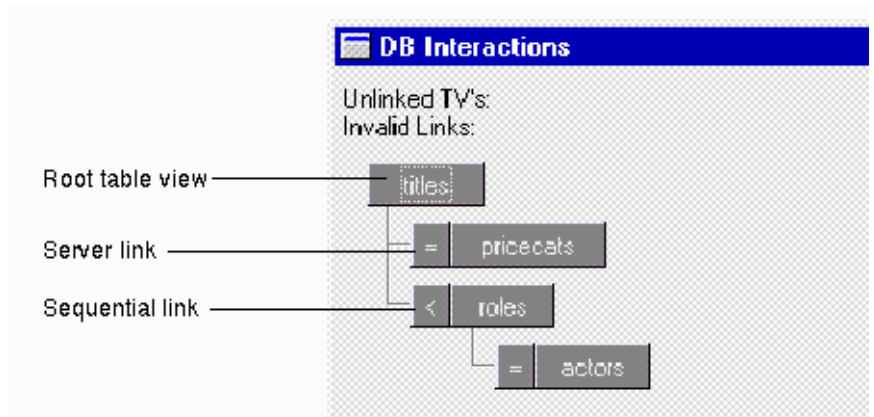 DB Interactions
Unlinked TV's:
Invalid Links:
Root table view
titles
Server link
= pricecats
Sequential link
< roles
= actors